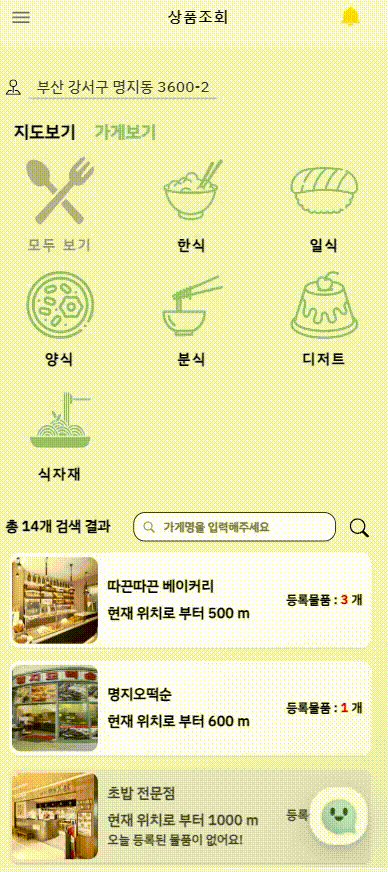 상품조회
부산 강서구 명지동 3600-2
지도보기 가게보기
모두 보기 한식 일식
양식 분식 디저트
식자재
총 14개 검색 결과 가게명을 입력해주세요
따끈따끈 베이커리
현재 위치로 부터 500 m
등록물품 : 3 개
명지오떡순
현재 위치로 부터 600 m
등록물품 : 1 개
초밥 전문점
현재 위치로 부터 1000 m
등록
오늘 등록된 물품이 없어요!